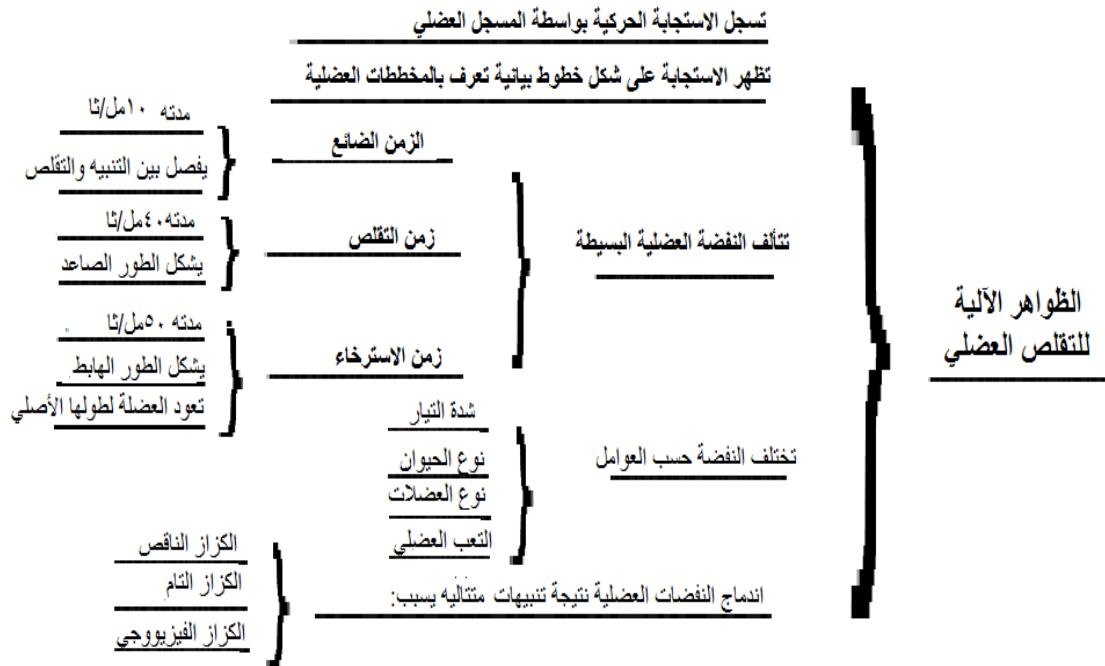 تسجل الاستجابة الحركية بواسطة المسجل العضلي
تظهر الاستجابة على شكل خطوط بيانية تعرف بالمخططات العضلية
الظواهر الآلية
للتقلص العضلي
تتألف النفضة العضلية البسيطة
الزمن الضائع
مدته ١٠مل/ثا
يفصل بين التنبيه والتقلص
زمن التقلص
مدته٤٠مل/ثا
يشكل الطور الصاعد
زمن الاسترخاء
مدته ٥٠مل/ثا
يشكل الطور الهابط
تعود العضلة لطولها الأصلي
تختلف النفضة حسب العوامل
شدة التيار
نوع الحيوان
نوع العضلات
التعب العضلي
اندماج النفضات العضلية نتيجة تنبيهات متتاليه يسبب:
الكزاز الناقص
الكزاز التام
الكزاز الفيزيووجي